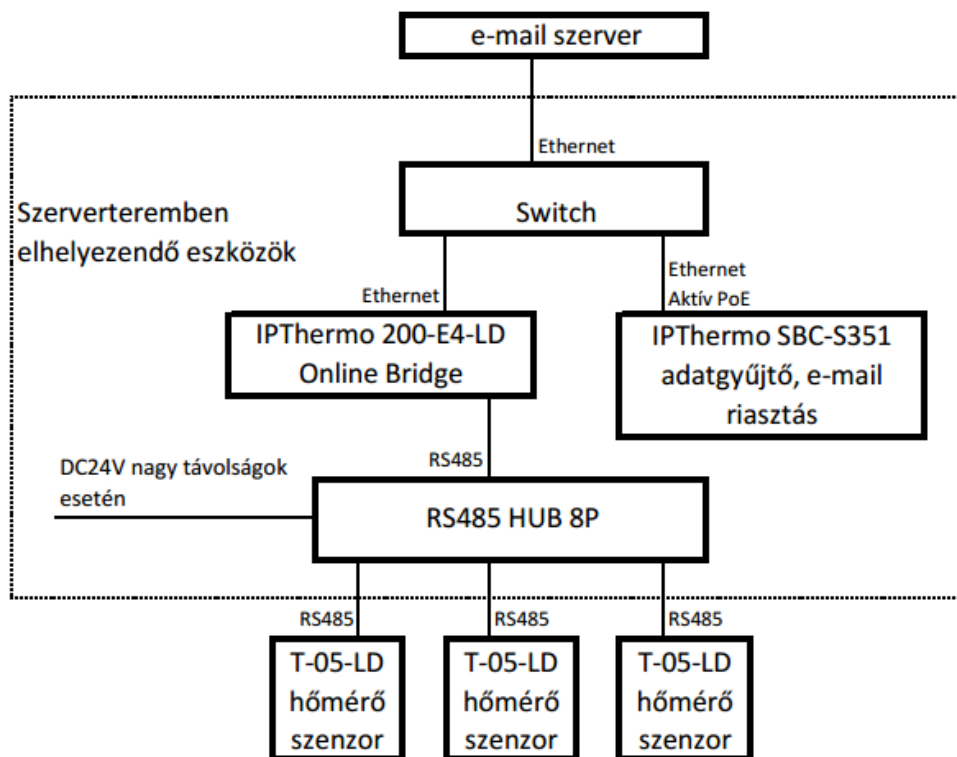 e-mail szerver
Ethernet
Switch
Szerverteremben
elhelyezendő eszközök
Ethernet
Aktív PoE
Ethernet
IPThermo 200-E4-LD
Online Bridge
IPThermo SBC-S351
adatgyűjtő, e-mail
riasztás
RS485
DC24V nagy távolságok
esetén
RS485 HUB 8P
RS485
RS485
RS485
T-05-LD
hőmérő
szenzor
T-05-LD
hőmérő
szenzor
T-05-LD
hőmérő
szenzor